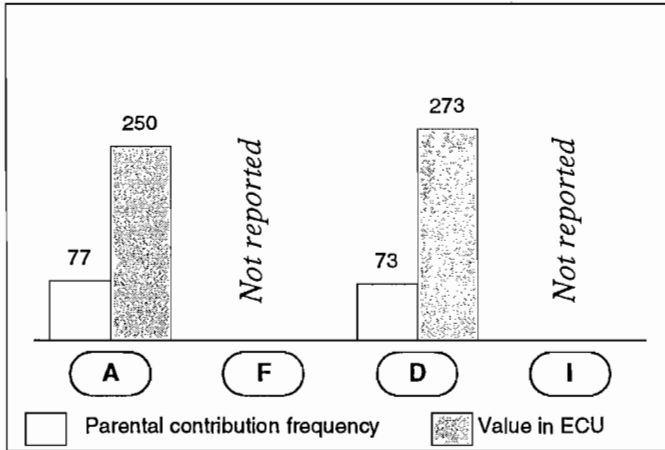 250
273
77
73
Not reported
Not reported
A
F
D
I
Parental contribution frequency
Value in ECU